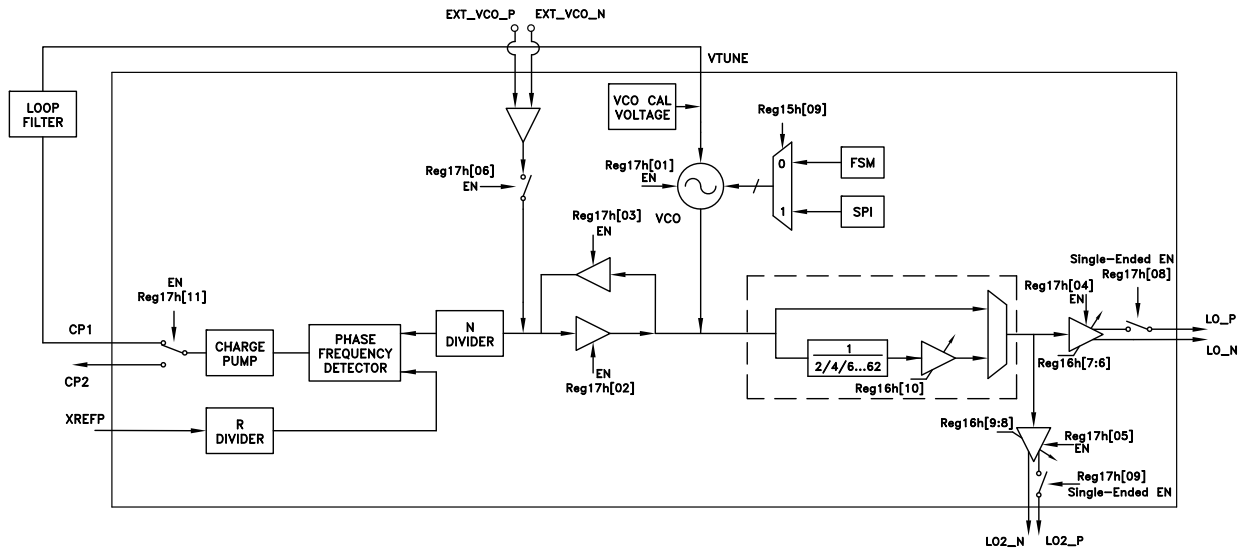 EXT_VCO_P
EXT_VCO_N
VTUNE
LOOP
FILTER
VCO CAL
VOLTAGE
Reg15h[09]
0
1
FSM
SPI
Reg17h[06]
EN
Reg17h[01]
EN
VCO
Reg17h[03]
EN
EN
Reg17h[11]
CP1
CP2
CHARGE
PUMP
PHASE
FREQUENCY
DETECTOR
N
DIVIDER
EN
Reg17h[02]
XREFP
R
DIVIDER
1
2/4/6...62
Reg16h[10]
Single-Ended EN
Reg17h[08]
Reg17h[04]
EN
Reg16h[7:6]
LO_P
LO_N
Reg16h[9:8]
Reg17h[05]
EN
Reg17h[09]
Single-Ended EN
LO2_N
LO2_P